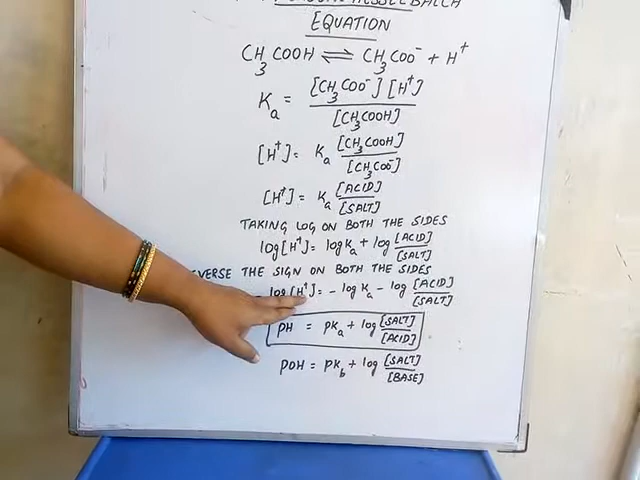 EQUATION
CH3COOH ⇌ CH3COO⁻ + H⁺
Ka = [CH3COO⁻] [H⁺] / [CH3COOH]
[H⁺] = Ka [CH3COOH] / [CH3COO⁻]
[H⁺] = Ka [ACID] / [SALT]
TAKING LOG ON BOTH THE SIDES
log[H⁺] = log Ka + log [ACID] / [SALT]
THE SIGN ON BOTH THE SIDES
log[H⁺] = - log Ka - log [ACID] / [SALT]
PH = PKa + log [SALT] / [ACID]
POH = PKb + log [SALT] / [BASE]